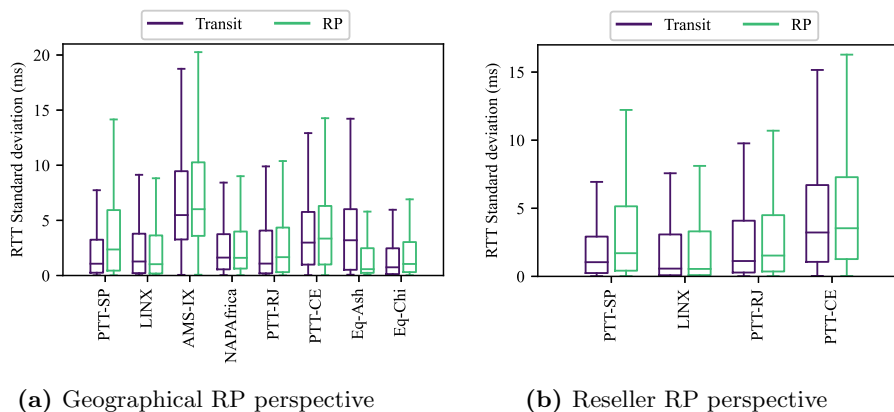 Transit RP
RTT Standard deviation (ms)
20
15
10
5
0
PTT-SP
LINX
AMS-IX
NAPAfrica
PTT-RJ
PTT-CE
Eq-Ash
Eq-Chi
(a) Geographical RP perspective
Transit RP
RTT Standard deviation (ms)
15
10
5
0
PTT-SP
LINX
PTT-RJ
PTT-CE
(b) Reseller RP perspective